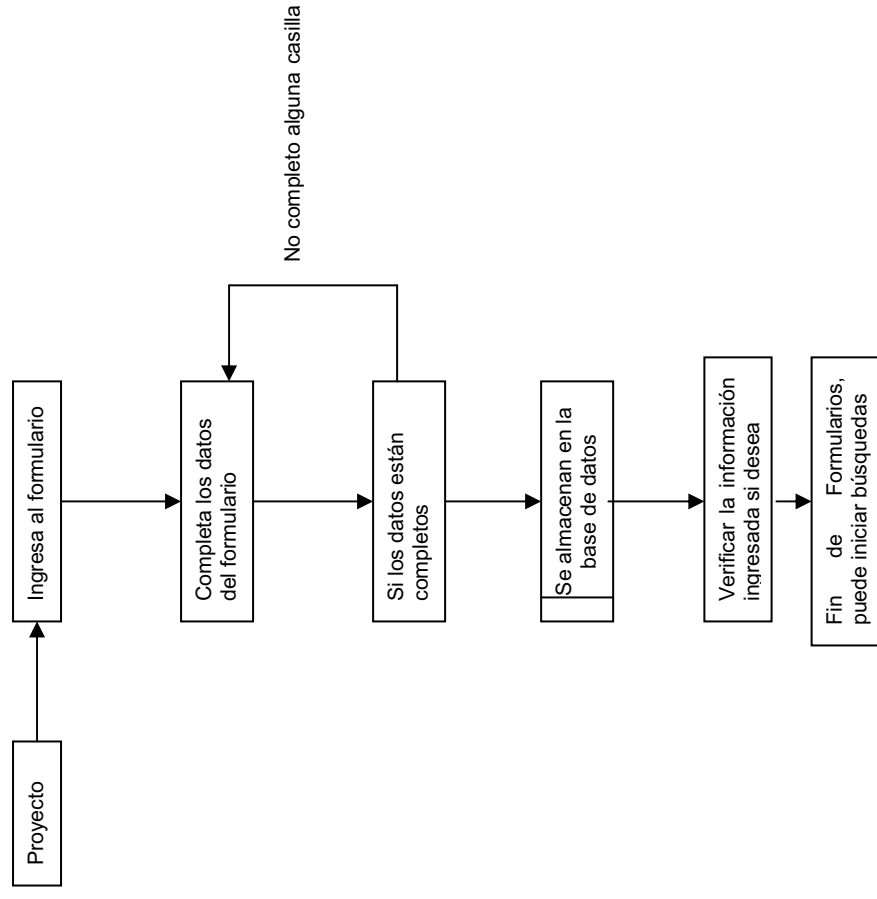 Proyecto
Ingresa al formulario
Completa los datos
del formulario
No completo alguna casilla
Si los datos están
completos
Se almacenan en la
base de datos
Verificar la información
ingresada si desea
Fin de Formularios,
puede iniciar búsquedas